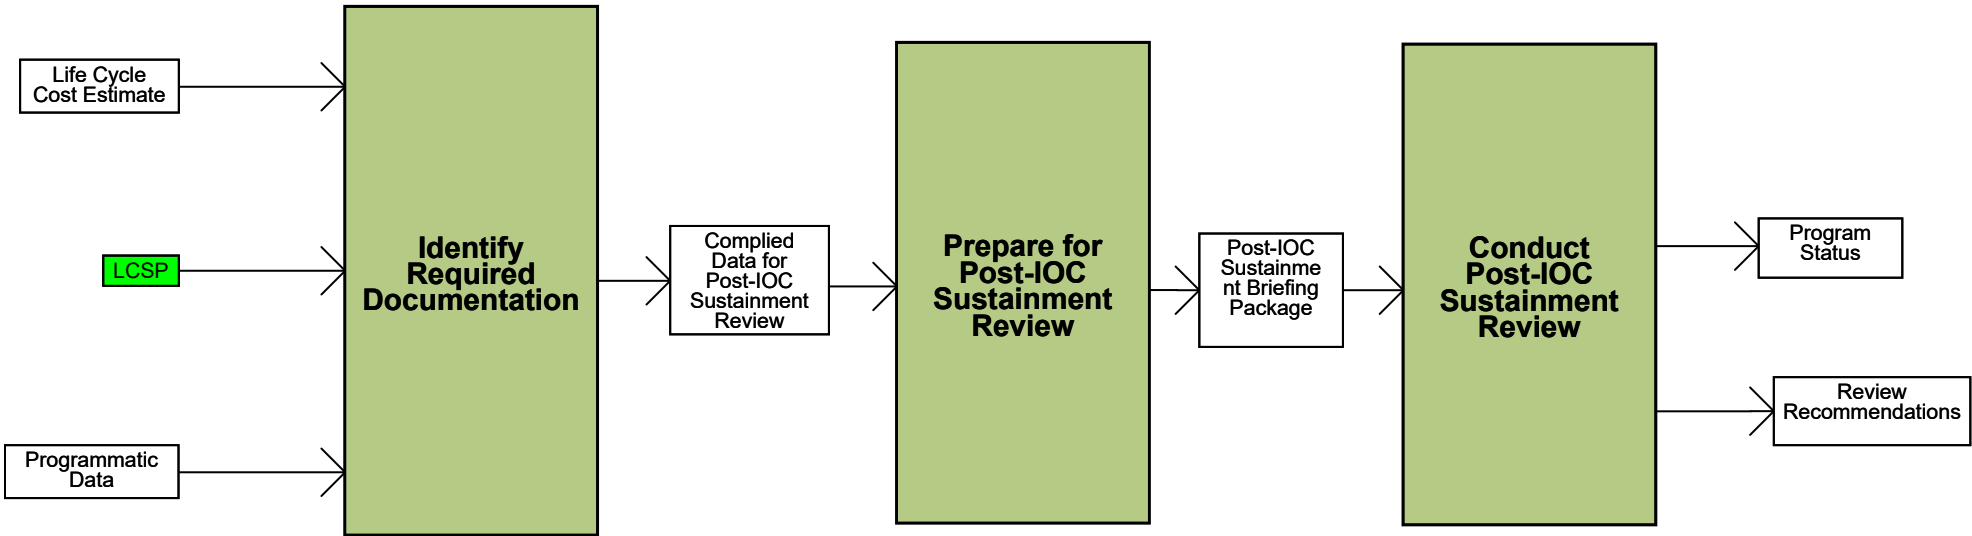 Life Cycle
Cost Estimate
LCSP
Programmatic
Data
Identify
Required
Documentation
Complied
Data for
Post-IOC
Sustainment
Review
Prepare for
Post-IOC
Sustainment
Review
Post-IOC
Sustainme
nt Briefing
Package
Conduct
Post-IOC
Sustainment
Review
Program
Status
Review
Recommendations